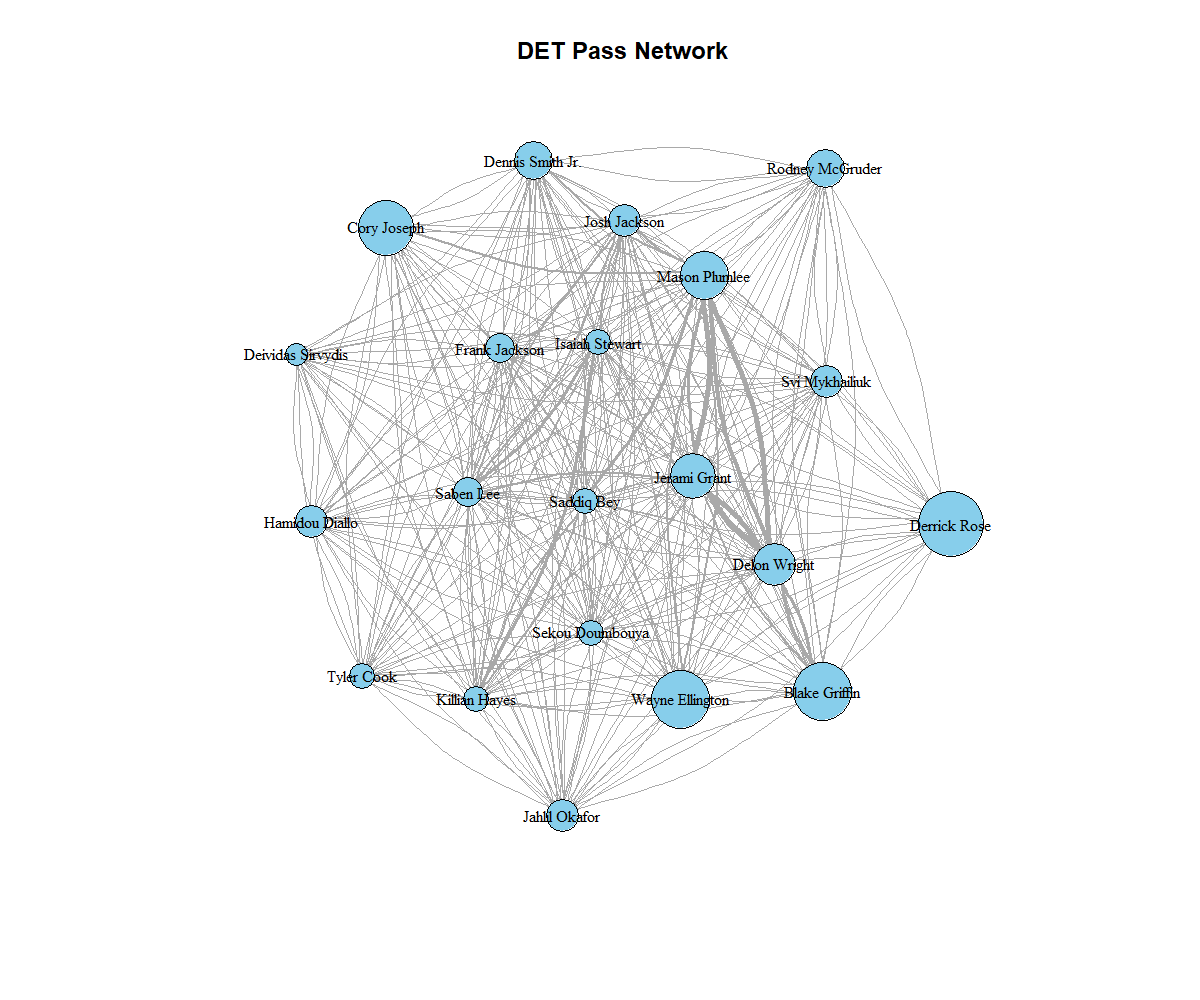 DET Pass Network
Dennis Smith Jr.
Rodney McGruder
Josh Jackson
Cory Joseph
Mason Plumlee
Isaiah Stewart
Frank Jackson
Deividas Sirvydis
Svi Mykhailiuk
Jerami Grant
Saben Lee
Saddiq Bey
Hamidou Diallo
Derrick Rose
Delon Wright
Sekou Doumbouya
Tyler Cook
Blake Griffin
Killian Hayes
Wayne Ellington
Jahlil Okafor